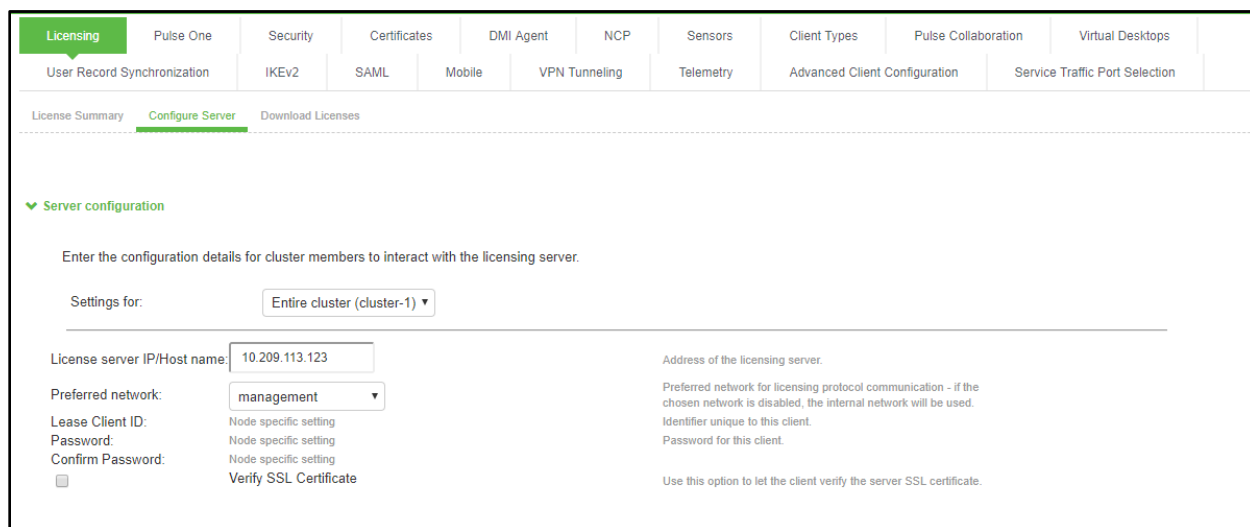 Licensing Pulse One Security Certificates DMI Agent NCP Sensors Client Types Pulse Collaboration Virtual Desktops
User Record Synchronization IKEv2 SAML Mobile VPN Tunneling Telemetry Advanced Client Configuration Service Traffic Port Selection
License Summary Configure Server Download Licenses
Server configuration
Enter the configuration details for cluster members to interact with the licensing server.
Settings for: Entire cluster (cluster-1)
License server IP/Host name: 10.209.113.123 Address of the licensing server.
Preferred network: management Preferred network for licensing protocol communication - if the
chosen network is disabled, the internal network will be used.
Lease Client ID: Node specific setting Identifier unique to this client.
Password: Node specific setting Password for this client.
Confirm Password: Node specific setting
Verify SSL Certificate Use this option to let the client verify the server SSL certificate.